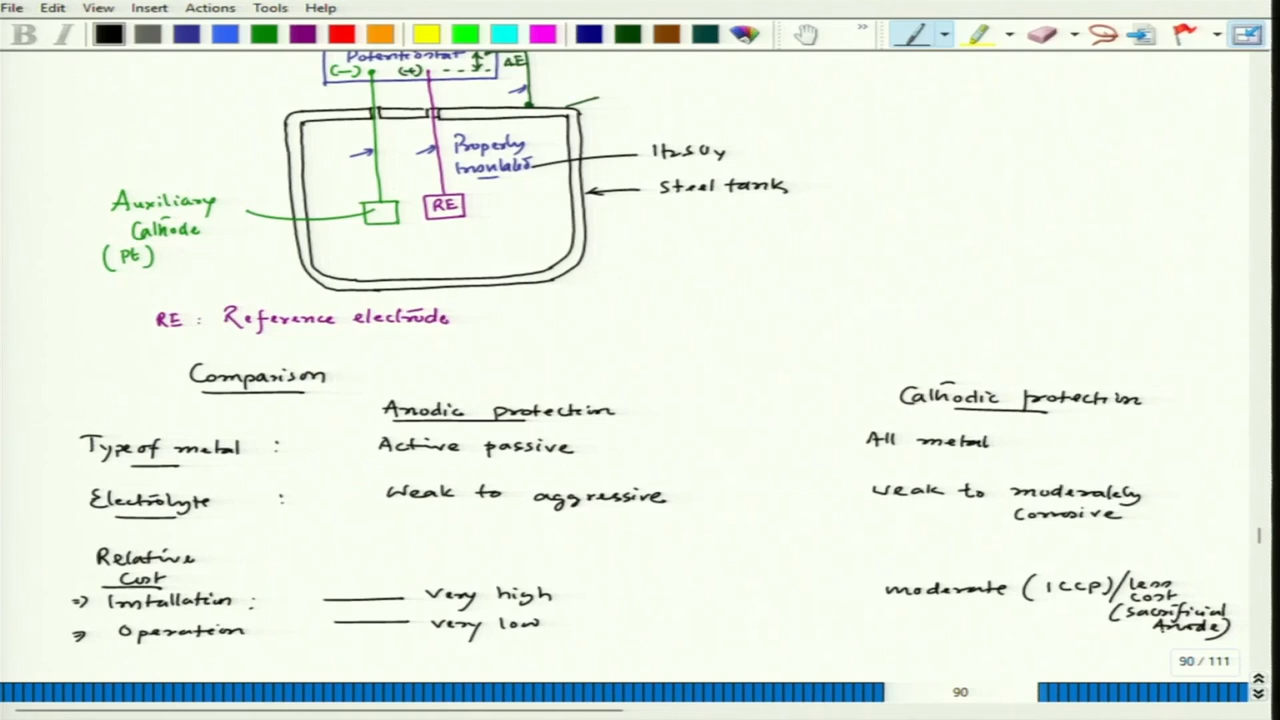 File Edit View Insert Actions Tools Help
B I
Potentiostat
(-) (+)
ΔE
Properly
Insulated
H2SO4
Steel tank
Auxiliary
Cathode
(Pt)
RE
RE : Reference electrode
Comparison
Anodic protection
Cathodic protection
Type of metal : Active passive
All metal
Electrolyte : Weak to aggressive
weak to moderately
corrosive
Relative
Cost
⇒ Installation : very high
moderate (ICCP)/less
cost
(sacrificial
Anode)
⇒ Operation very low
90 / 111
90